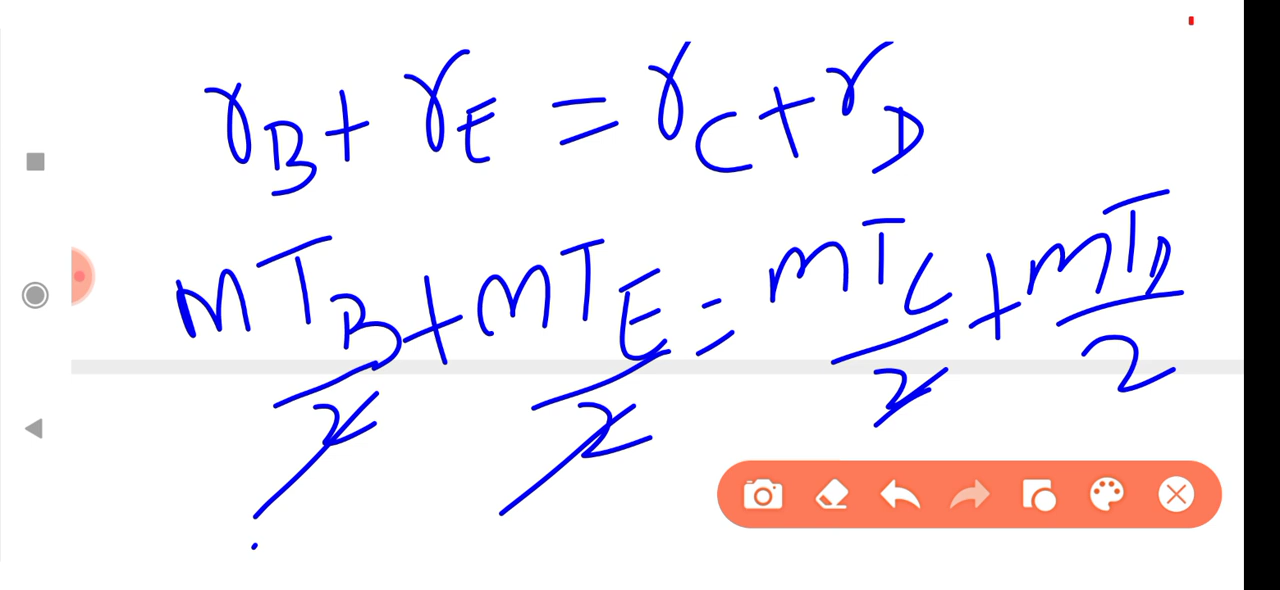 γB + γE = γC + γD
mTB/2 + mTE/2 = mTC/2 + mTD/2